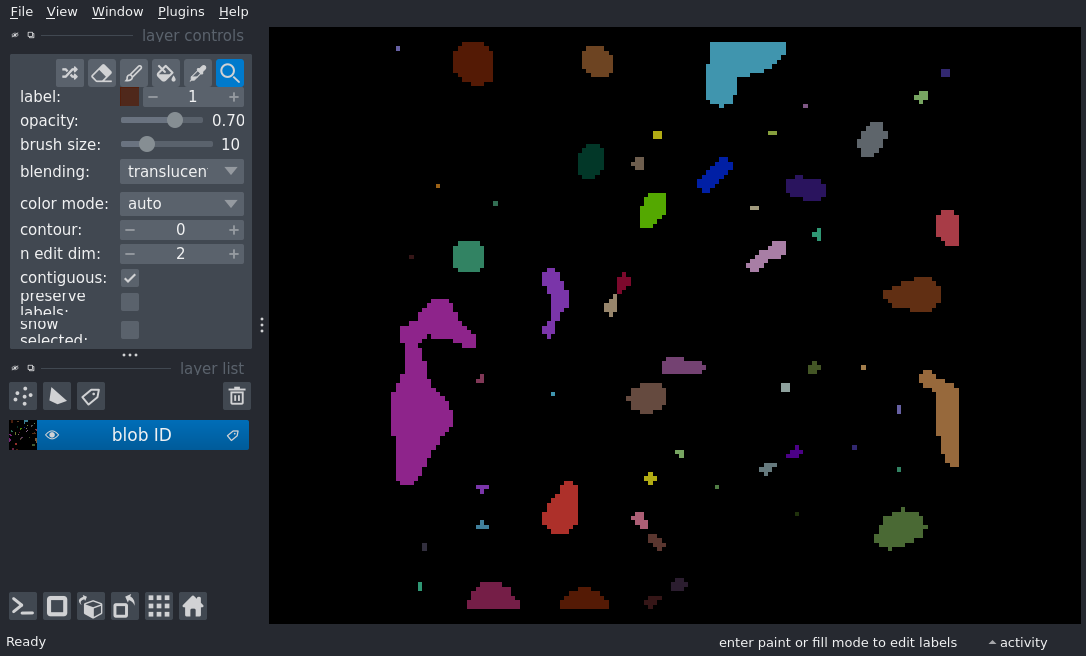 File View Window Plugins Help
layer controls
label: 1
opacity: 0.70
brush size: 10
blending: translucen
color mode: auto
contour: 0
n edit dim: 2
contiguous:
preserve
labels:
show
selected:
layer list
blob ID
Ready
enter paint or fill mode to edit labels
activity